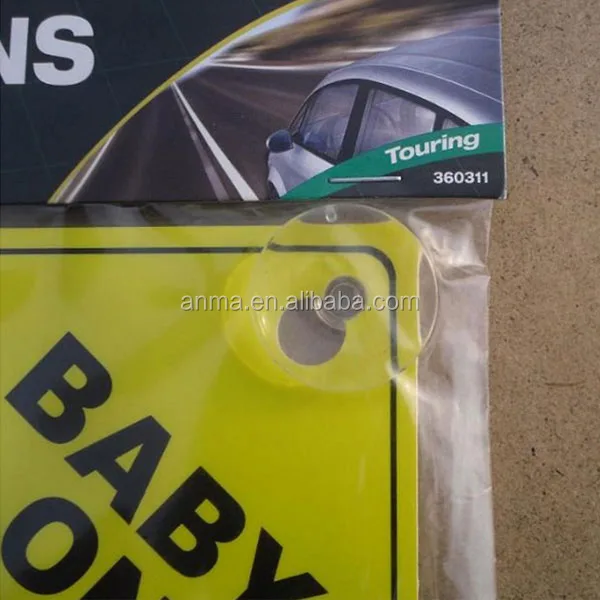 NS
Touring
360311
anma.en.alibaba.com
BABY
ON